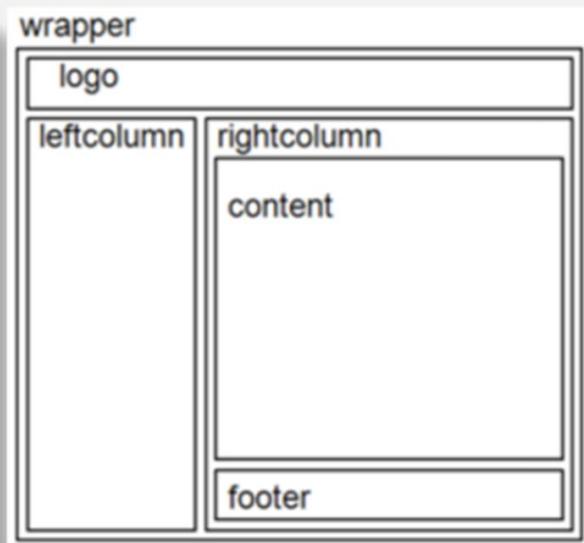 wrapper
logo
leftcolumn
rightcolumn
content
footer